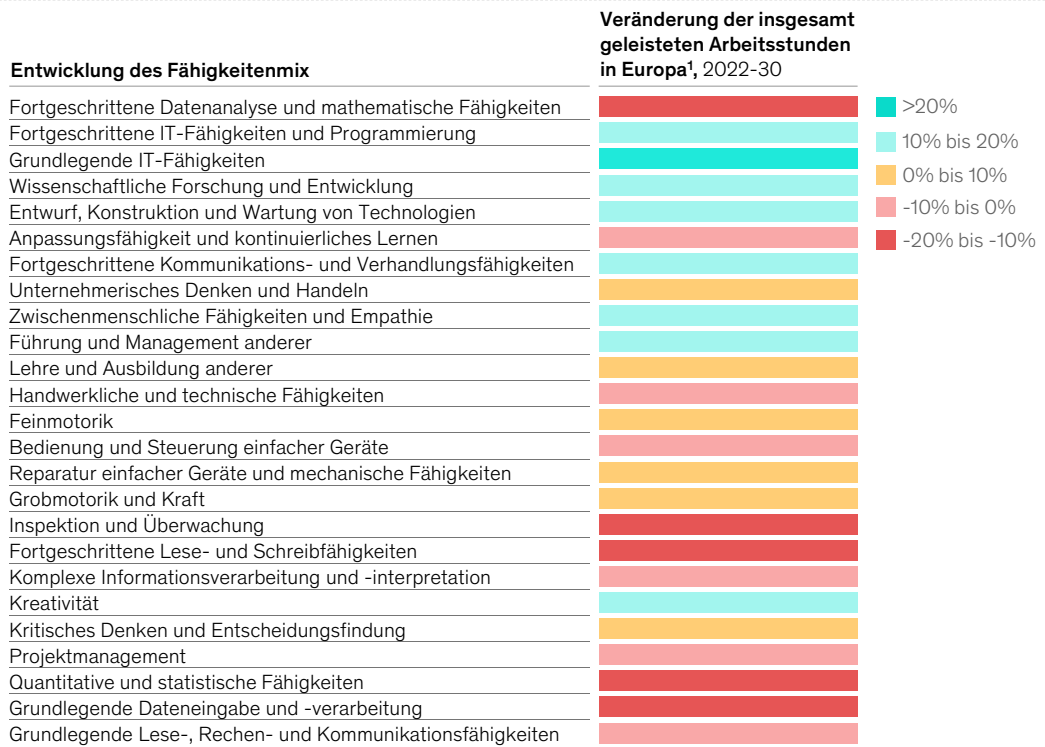 Entwicklung des Fähigkeitenmix
Veränderung der insgesamt
geleisteten Arbeitsstunden
in Europa¹, 2022-30
Fortgeschrittene Datenanalyse und mathematische Fähigkeiten
Fortgeschrittene IT-Fähigkeiten und Programmierung
Grundlegende IT-Fähigkeiten
Wissenschaftliche Forschung und Entwicklung
Entwurf, Konstruktion und Wartung von Technologien
Anpassungsfähigkeit und kontinuierliches Lernen
Fortgeschrittene Kommunikations- und Verhandlungsfähigkeiten
Unternehmerisches Denken und Handeln
Zwischenmenschliche Fähigkeiten und Empathie
Führung und Management anderer
Lehre und Ausbildung anderer
Handwerkliche und technische Fähigkeiten
Feinmotorik
Bedienung und Steuerung einfacher Geräte
Reparatur einfacher Geräte und mechanische Fähigkeiten
Grobmotorik und Kraft
Inspektion und Überwachung
Fortgeschrittene Lese- und Schreibfähigkeiten
Komplexe Informationsverarbeitung und -interpretation
Kreativität
Kritisches Denken und Entscheidungsfindung
Projektmanagement
Quantitative und statistische Fähigkeiten
Grundlegende Dateneingabe und -verarbeitung
Grundlegende Lese-, Rechen- und Kommunikationsfähigkeiten
>20%
10% bis 20%
0% bis 10%
-10% bis 0%
-20% bis -10%